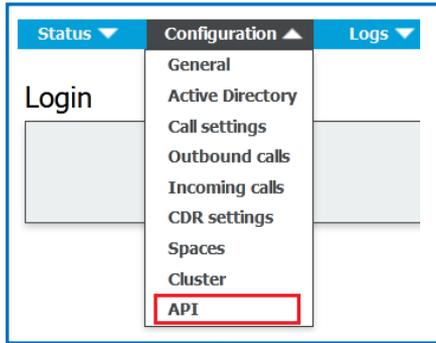 Status Configuration Logs
General
Login
Active Directory
Call settings
Outbound calls
Incoming calls
CDR settings
Spaces
Cluster
API